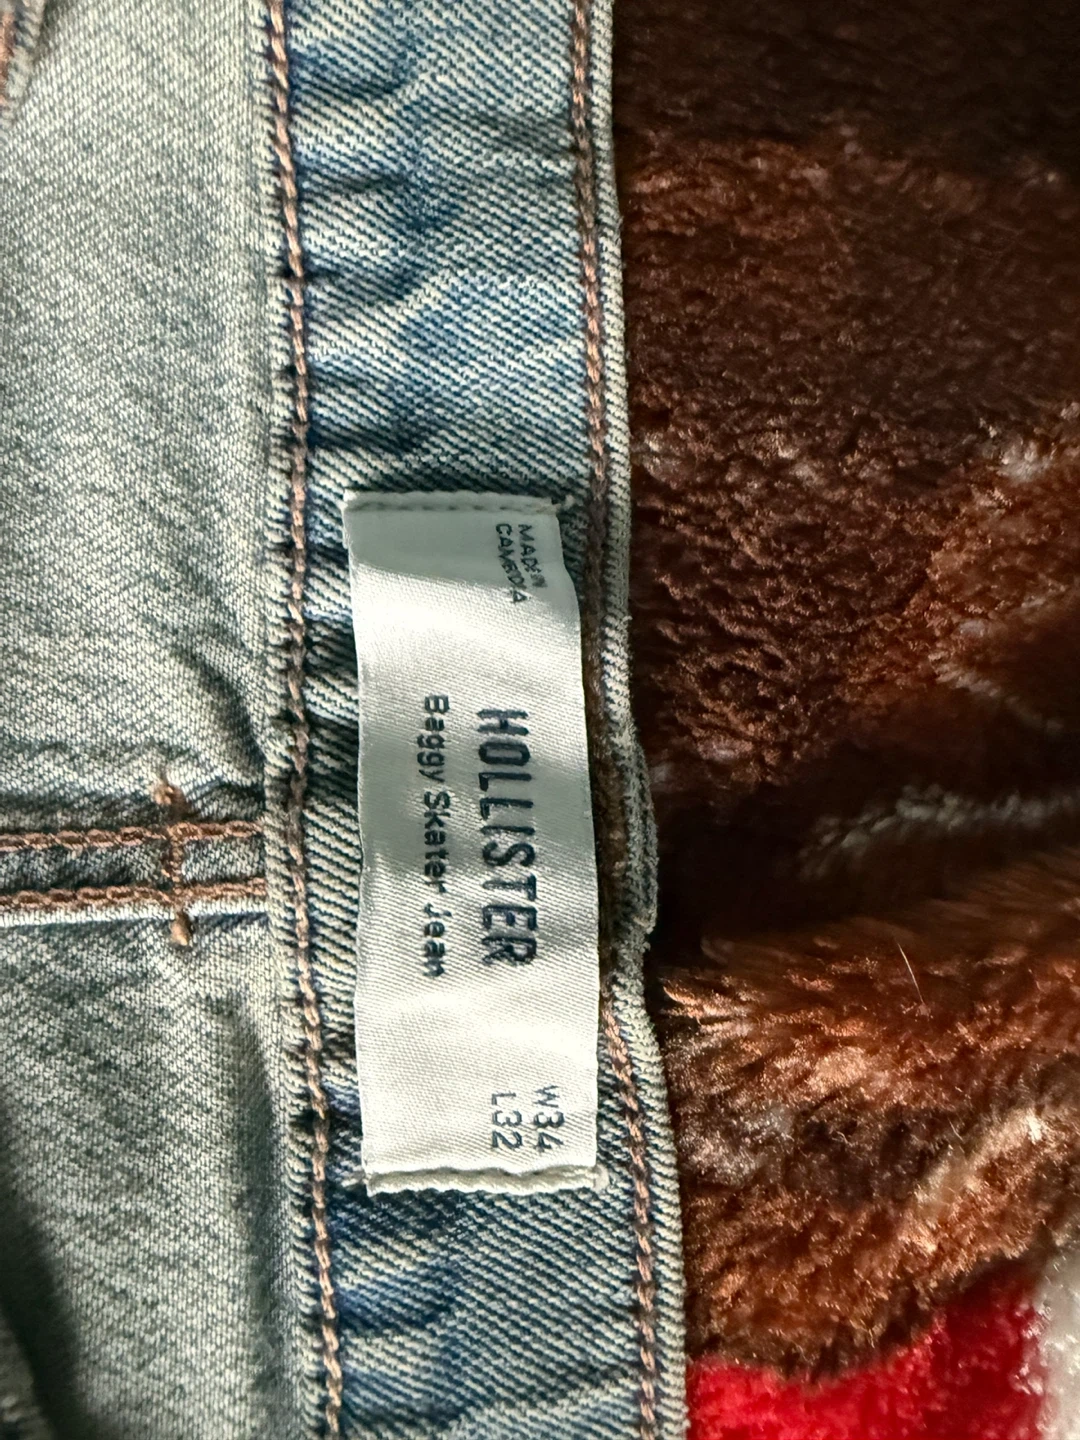 MADE IN
CAMBODIA
HOLLISTER
Baggy Skater Jean
W34
L32